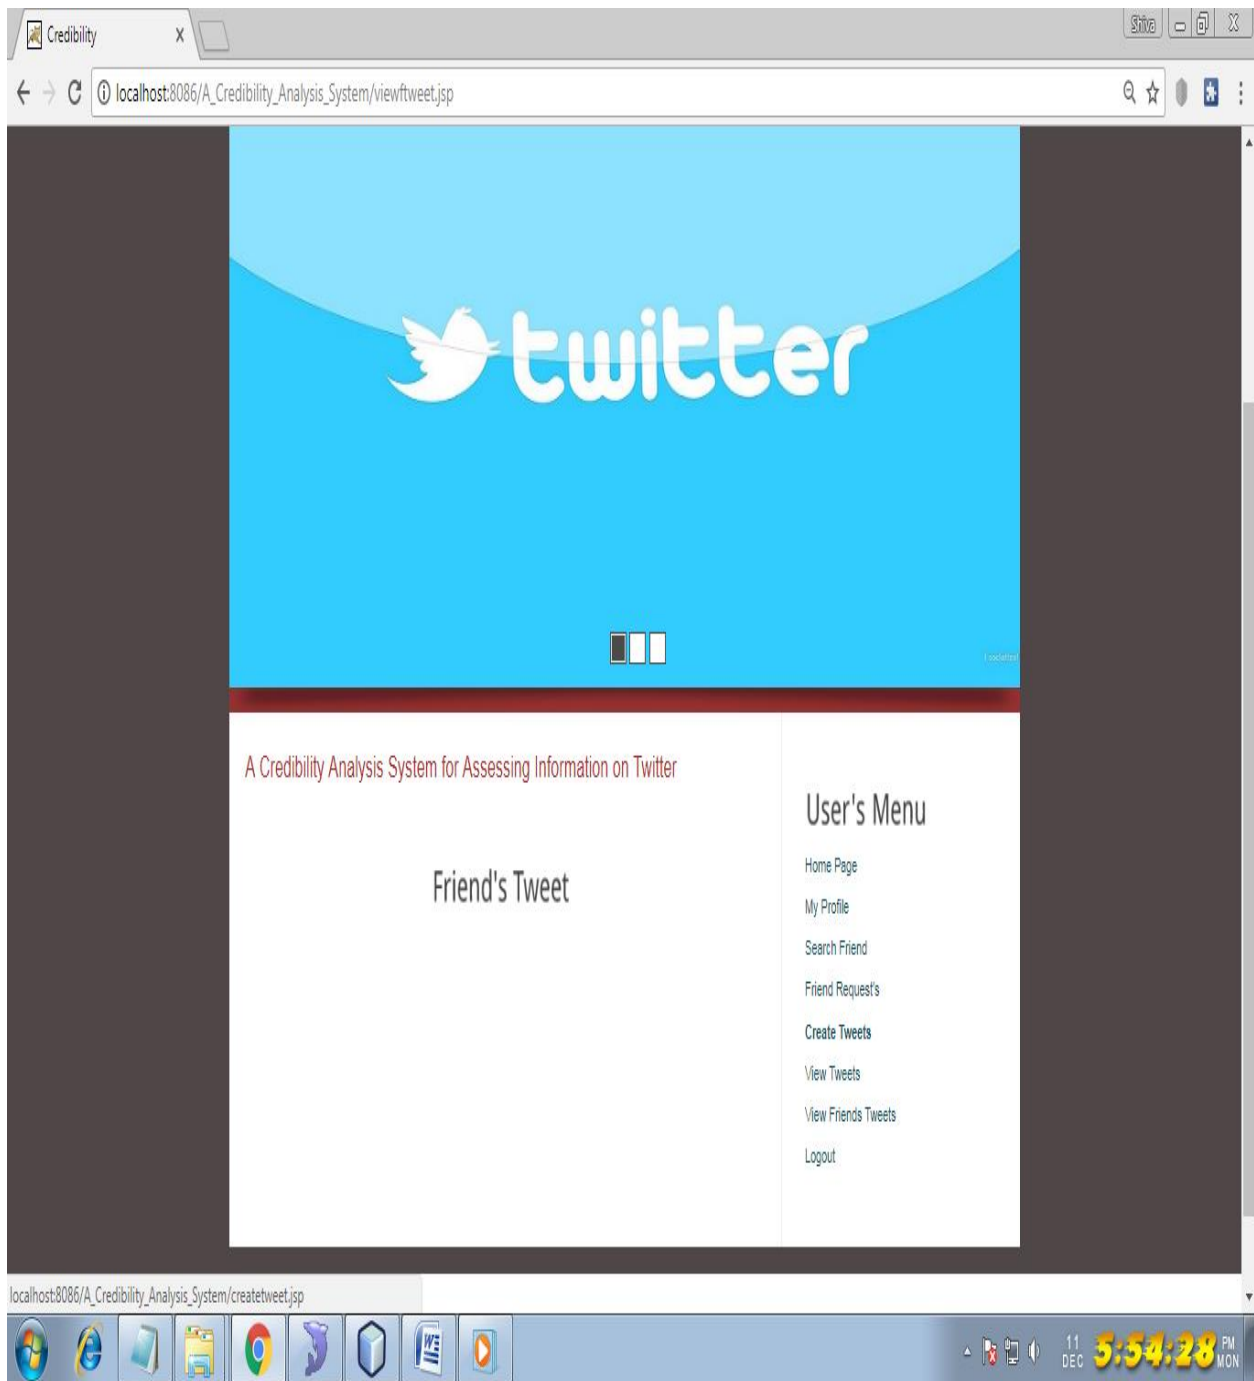 Credibility
Shiva
localhost:8086/A_Credibility_Analysis_System/viewftweet.jsp
twitter
A Credibility Analysis System for Assessing Information on Twitter
User's Menu
Friend's Tweet
Home Page
My Profile
Search Friend
Friend Request's
Create Tweets
View Tweets
View Friends Tweets
Logout
localhost:8086/A_Credibility_Analysis_System/createtweet.jsp
11 DEC 5:54:28 PM MON